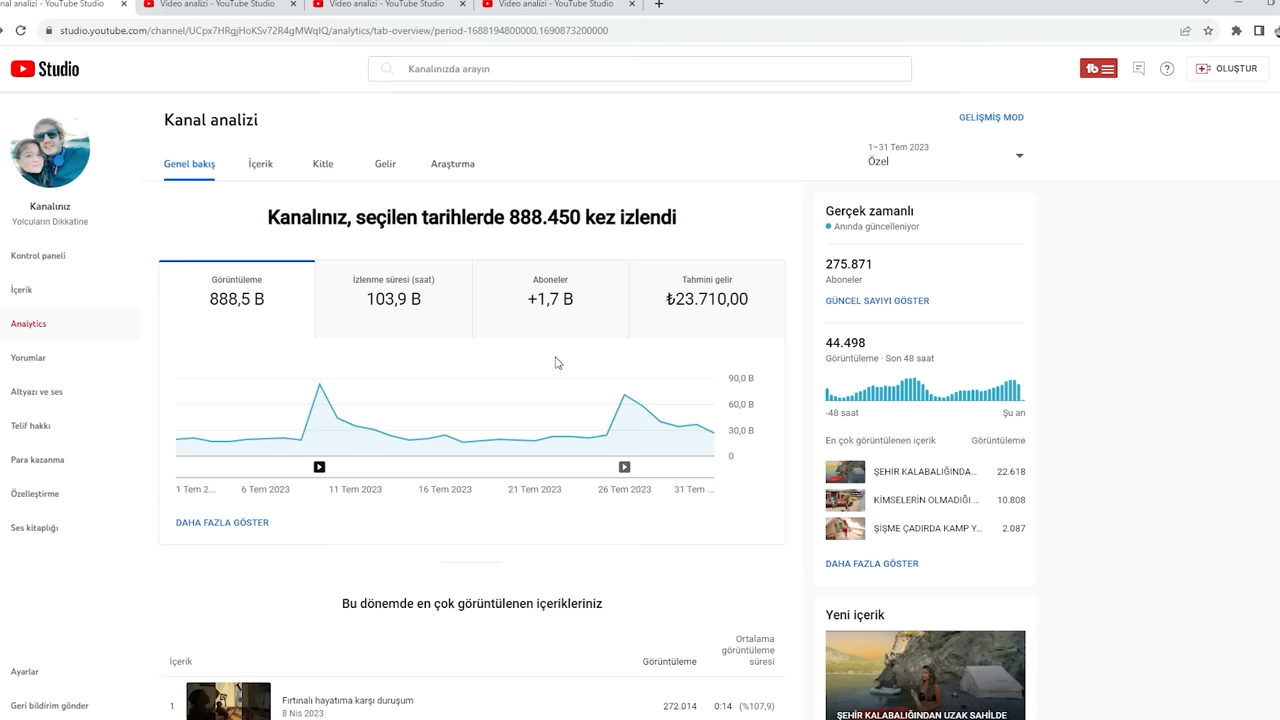 nal analizi - YouTube Studio
Video analizi - YouTube Studio
Video analizi - YouTube Studio
Video analizi - YouTube Studio
studio.youtube.com/channel/UCpx7HRgjHoKSv72R4gMWqIQ/analytics/tab-overview/period-1688194800000,1690873200000
Studio
Kanalınızda arayın
tb
OLUŞTUR
Kanalınız
Yolcuların Dikkatine
Kontrol paneli
İçerik
Analytics
Yorumlar
Altyazı ve ses
Telif hakkı
Para kazanma
Özelleştirme
Ses kitaplığı
Ayarlar
Geri bildirim gönder
Kanal analizi
GELİŞMİŞ MOD
Genel bakış
İçerik
Kitle
Gelir
Araştırma
1–31 Tem 2023
Özel
Kanalınız, seçilen tarihlerde 888.450 kez izlendi
Görüntüleme
888,5 B
İzlenme süresi (saat)
103,9 B
Aboneler
+1,7 B
Tahmini gelir
₺23.710,00
90,0 B
60,0 B
30,0 B
0
1 Tem 2...
6 Tem 2023
11 Tem 2023
16 Tem 2023
21 Tem 2023
26 Tem 2023
31 Tem ...
DAHA FAZLA GÖSTER
Bu dönemde en çok görüntülenen içerikleriniz
İçerik
Görüntüleme
Ortalama
görüntüleme
süresi
1
Fırtınalı hayatıma karşı duruşum
8 Nis 2023
272.014
0:14 (%107,9)
Gerçek zamanlı
Anında güncelleniyor
275.871
Aboneler
GÜNCEL SAYIYI GÖSTER
44.498
Görüntüleme · Son 48 saat
-48 saat
Şu an
En çok görüntülenen içerik
Görüntüleme
ŞEHİR KALABALIĞINDA...
22.618
KİMSELERİN OLMADIĞI ...
10.808
ŞİŞME ÇADIRDA KAMP Y...
2.087
DAHA FAZLA GÖSTER
Yeni içerik
ŞEHİR KALABALIĞINDAN UZAK SAHİLDE